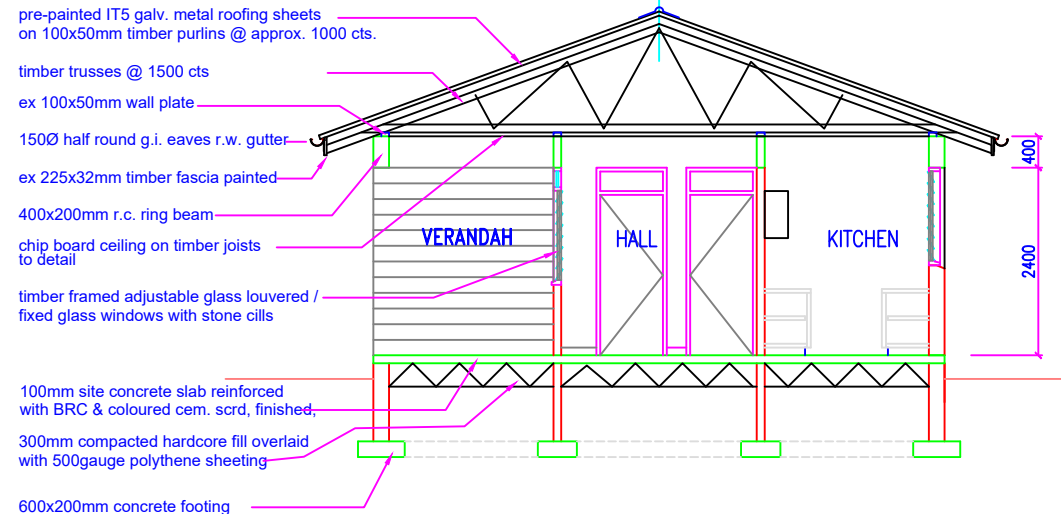 pre-painted IT5 galv. metal roofing sheets
on 100x50mm timber purlins @ approx. 1000 cts.
timber trusses @ 1500 cts
ex 100x50mm wall plate
150Ø half round g.i. eaves r.w. gutter
ex 225x32mm timber fascia painted
400x200mm r.c. ring beam
chip board ceiling on timber joists
to detail
timber framed adjustable glass louvered /
fixed glass windows with stone cills
100mm site concrete slab reinforced
with BRC & coloured cem. scrd, finished,
300mm compacted hardcore fill overlaid
with 500gauge polythene sheeting
600x200mm concrete footing
VERANDAH
HALL
KITCHEN
400
2400